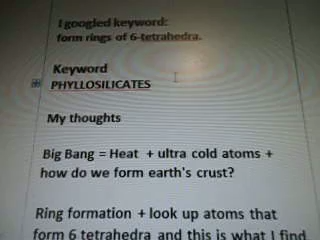 I googled keyword:
form rings of 6-tetrahedra.
Keyword
PHYLLOSILICATES
My thoughts
Big Bang = Heat + ultra cold atoms +
how do we form earth's crust?
Ring formation + look up atoms that
form 6 tetrahedra and this is what I find